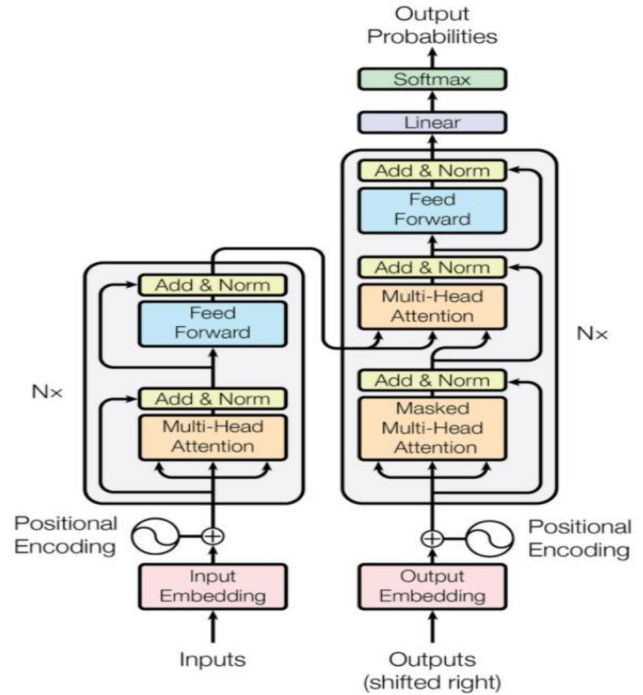 Output
Probabilities
Softmax
Linear
Add & Norm
Feed
Forward
Add & Norm
Multi-Head
Attention
Add & Norm
Masked
Multi-Head
Attention
Nx
Add & Norm
Feed
Forward
Add & Norm
Multi-Head
Attention
Nx
Positional
Encoding
Positional
Encoding
Input
Embedding
Output
Embedding
Inputs
Outputs
(shifted right)